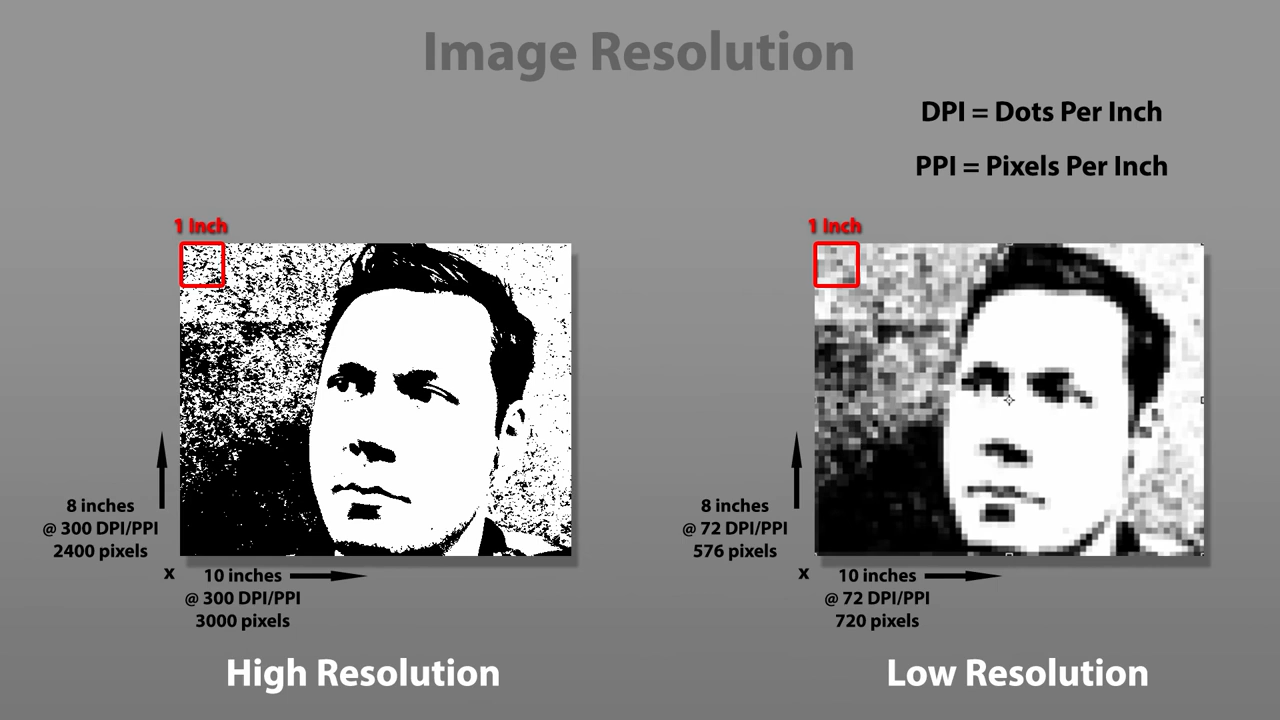 Image Resolution
DPI = Dots Per Inch
PPI = Pixels Per Inch
1 inch
8 inches
@ 300 DPI/PPI
2400 pixels
x
10 inches
@ 300 DPI/PPI
3000 pixels
High Resolution
1 inch
8 inches
@ 72 DPI/PPI
576 pixels
x
10 inches
@ 72 DPI/PPI
720 pixels
Low Resolution